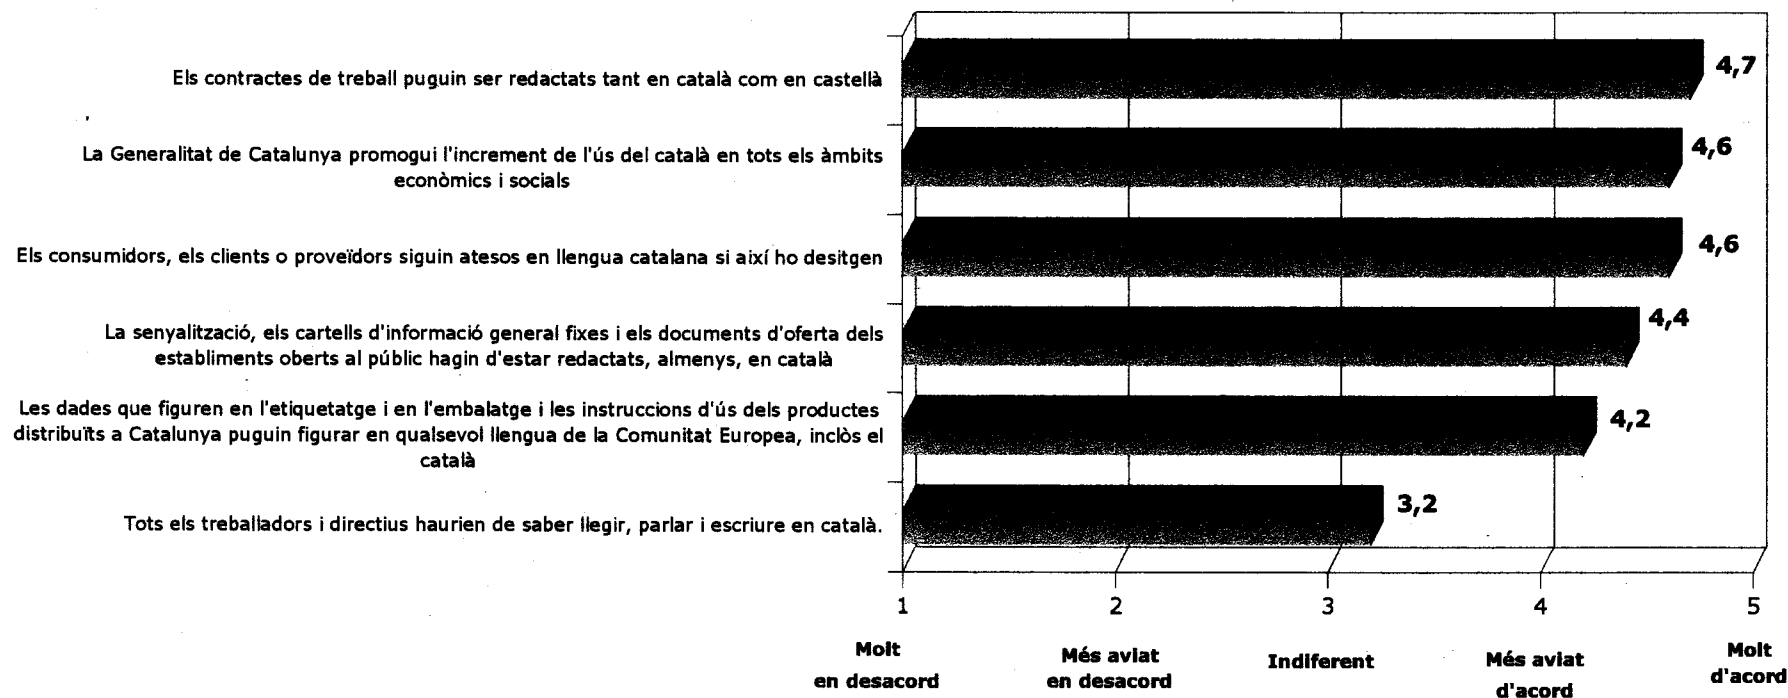 Els contractes de treball puguin ser redactats tant en català com en castellà
4,7
La Generalitat de Catalunya promogui l'increment de l'ús del català en tots els àmbits
econòmics i socials
4,6
Els consumidors, els clients o proveïdors siguin atesos en llengua catalana si així ho desitgen
4,6
La senyalització, els cartells d'informació general fixes i els documents d'oferta dels
establiments oberts al públic hagin d'estar redactats, almenys, en català
4,4
Les dades que figuren en l'etiquetatge i en l'embalatge i les instruccions d'ús dels productes
distribuïts a Catalunya puguin figurar en qualsevol llengua de la Comunitat Europea, inclòs el
català
4,2
Tots els treballadors i directius haurien de saber llegir, parlar i escriure en català.
3,2
1 2 3 4 5
Molt
en desacord
Més aviat
en desacord
Indiferent
Més aviat
d'acord
Molt
d'acord